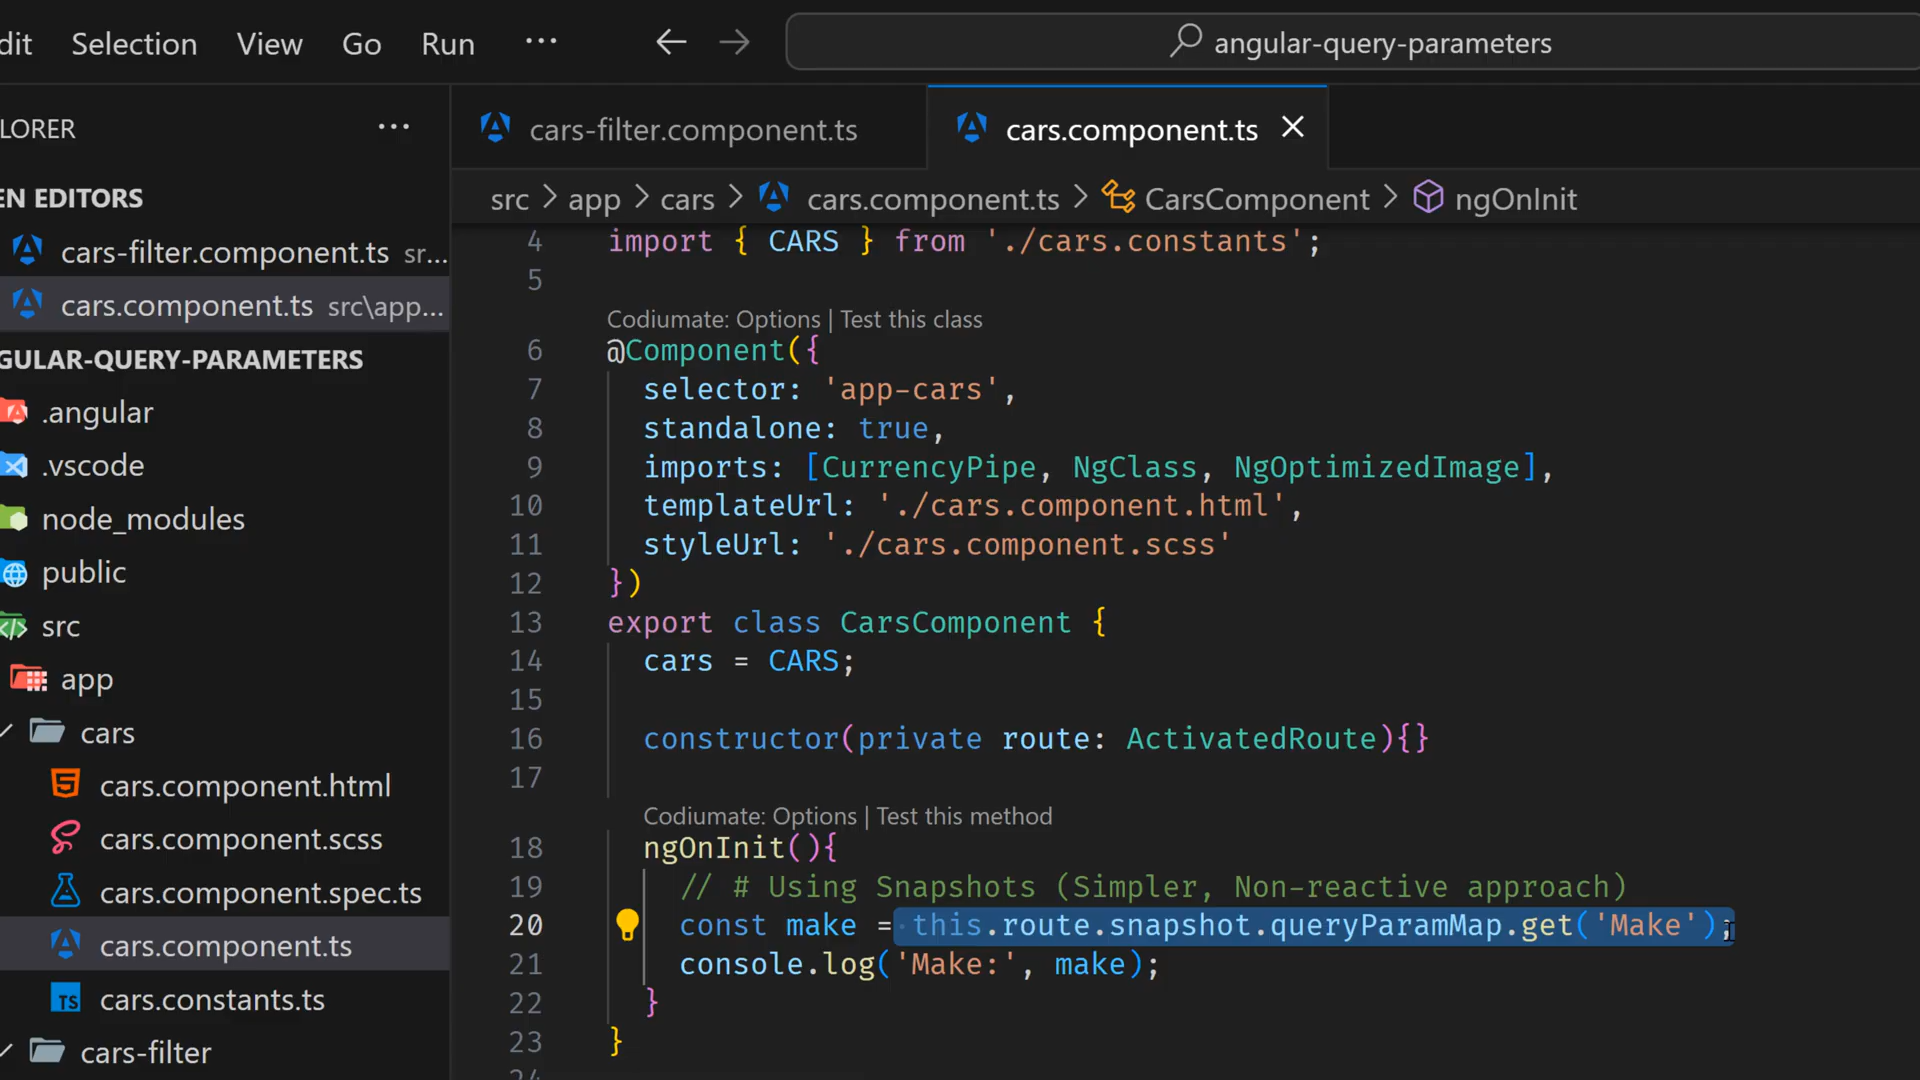 dit Selection View Go Run ··· ← → angular-query-parameters
LORER ···
EN EDITORS
cars-filter.component.ts sr...
cars.component.ts src\app...
GULAR-QUERY-PARAMETERS
.angular
.vscode
node_modules
public
src
app
cars
cars.component.html
cars.component.scss
cars.component.spec.ts
cars.component.ts
TS cars.constants.ts
cars-filter
cars-filter.component.ts cars.component.ts
src > app > cars > cars.component.ts > CarsComponent > ngOnInit
4 import { CARS } from './cars.constants';
5
Codiumate: Options | Test this class
6 @Component({
7 selector: 'app-cars',
8 standalone: true,
9 imports: [CurrencyPipe, NgClass, NgOptimizedImage],
10 templateUrl: './cars.component.html',
11 styleUrl: './cars.component.scss'
12 })
13 export class CarsComponent {
14 cars = CARS;
15
16 constructor(private route: ActivatedRoute){}
17
Codiumate: Options | Test this method
18 ngOnInit(){
19 // # Using Snapshots (Simpler, Non-reactive approach)
20 const make = this.route.snapshot.queryParamMap.get('Make');
21 console.log('Make:', make);
22 }
23 }
24